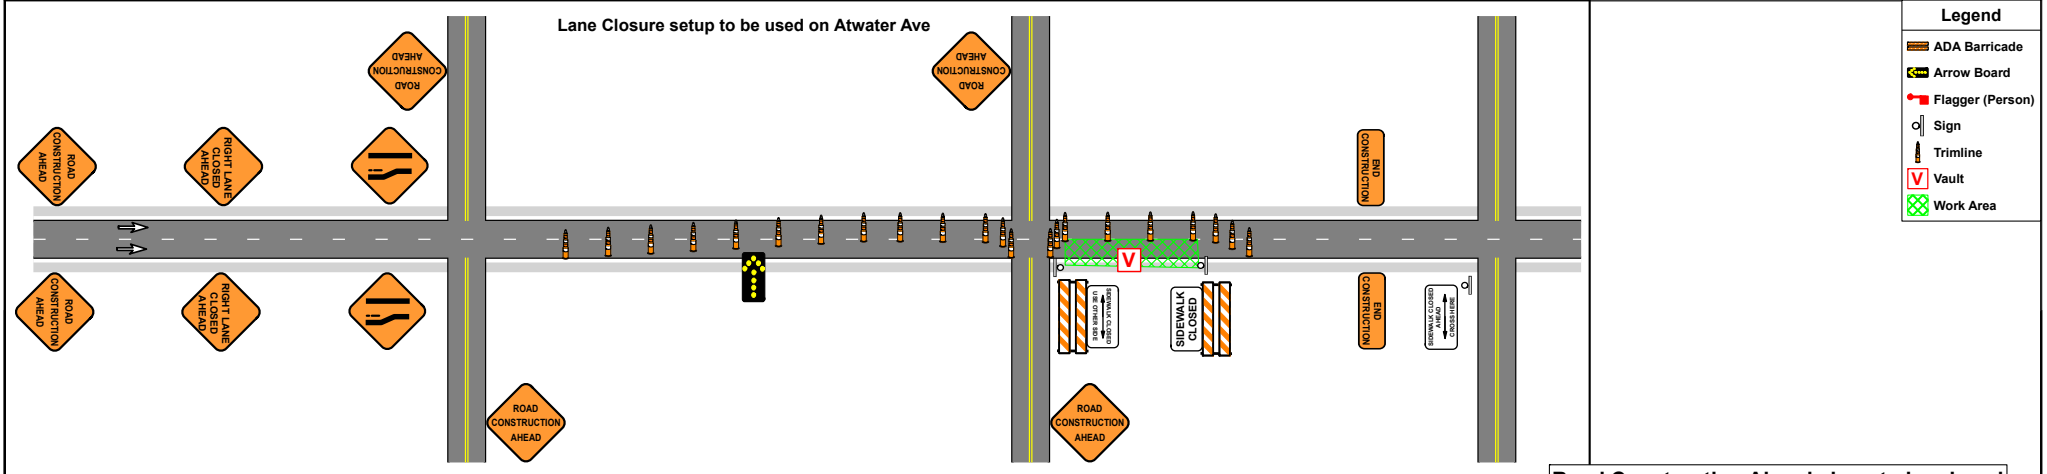 Lane Closure setup to be used on Atwater Ave
Legend
ADA Barricade
Arrow Board
Flagger (Person)
Sign
Trimline
V Vault
Work Area
ROAD
CONSTRUCTION
AHEAD
ROAD
CONSTRUCTION
AHEAD
ROAD
CONSTRUCTION
AHEAD
RIGHT LANE
CLOSED
AHEAD
END
CONSTRUCTION
V
ROAD
CONSTRUCTION
AHEAD
RIGHT LANE
CLOSED
AHEAD
SIDEWALK CLOSED
USE OTHER SIDE
SIDEWALK
CLOSED
END
CONSTRUCTION
SIDEWALK CLOSED
AHEAD
CROSS HERE
ROAD
CONSTRUCTION
AHEAD
ROAD
CONSTRUCTION
AHEAD